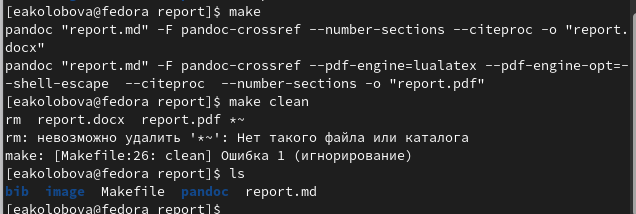 [eakolobova@fedora report]$ make
pandoc "report.md" -F pandoc-crossref --number-sections --citeproc -o "report.
docx"
pandoc "report.md" -F pandoc-crossref --pdf-engine=lualatex --pdf-engine-opt=-
-shell-escape  --citeproc  --number-sections -o "report.pdf"
[eakolobova@fedora report]$ make clean
rm  report.docx  report.pdf *~
rm: невозможно удалить '*~': Нет такого файла или каталога
make: [Makefile:26: clean] Ошибка 1 (игнорирование)
[eakolobova@fedora report]$ ls
bib  image  Makefile  pandoc  report.md
[eakolobova@fedora report]$